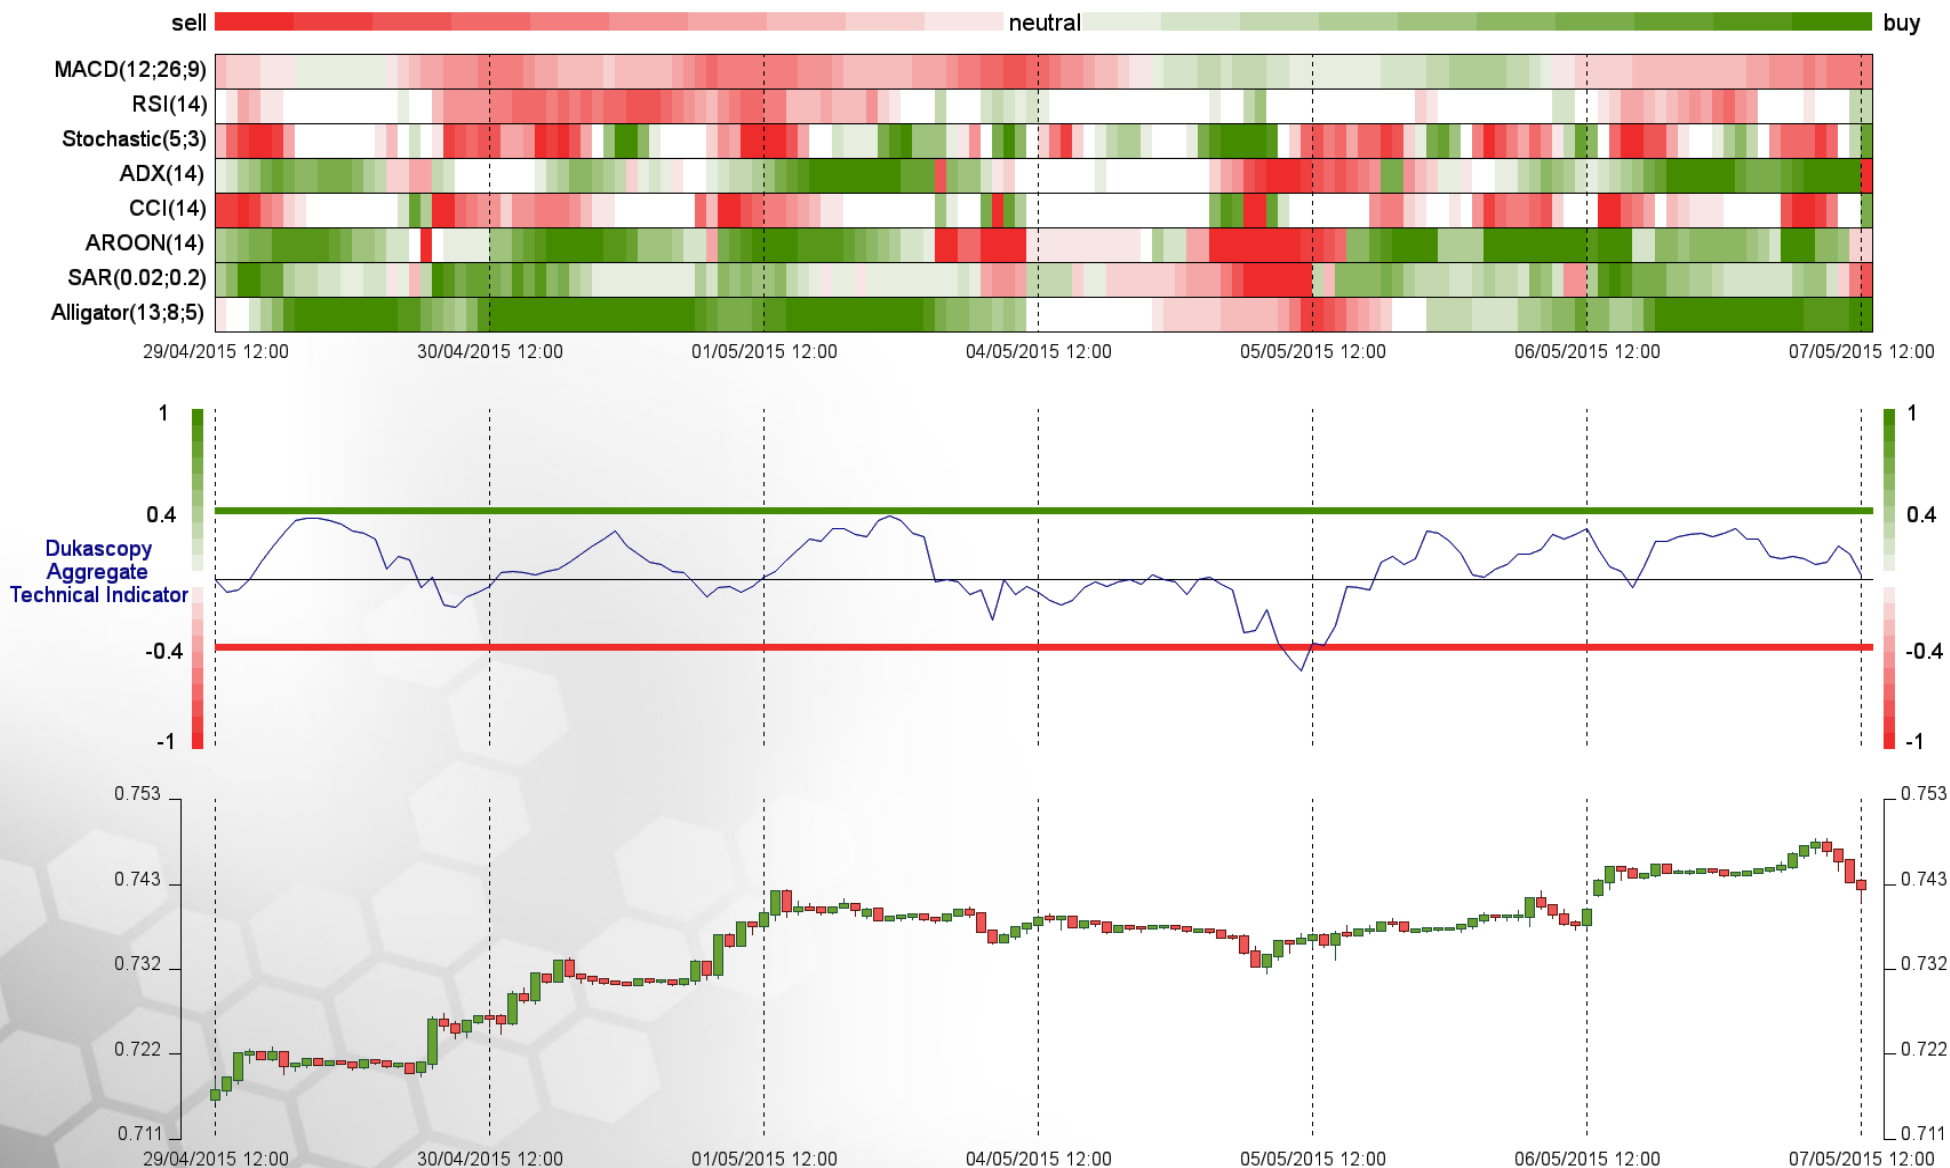 sell neutral buy
MACD(12;26;9)
RSI(14)
Stochastic(5;3)
ADX(14)
CCI(14)
AROON(14)
SAR(0.02;0.2)
Alligator(13;8;5)
29/04/2015 12:00 30/04/2015 12:00 01/05/2015 12:00 04/05/2015 12:00 05/05/2015 12:00 06/05/2015 12:00 07/05/2015 12:00
1 1
0.4 0.4
Dukascopy
Aggregate
Technical Indicator
-0.4 -0.4
-1 -1
0.753 0.753
0.743 0.743
0.732 0.732
0.722 0.722
0.711 0.711
29/04/2015 12:00 30/04/2015 12:00 01/05/2015 12:00 04/05/2015 12:00 05/05/2015 12:00 06/05/2015 12:00 07/05/2015 12:00